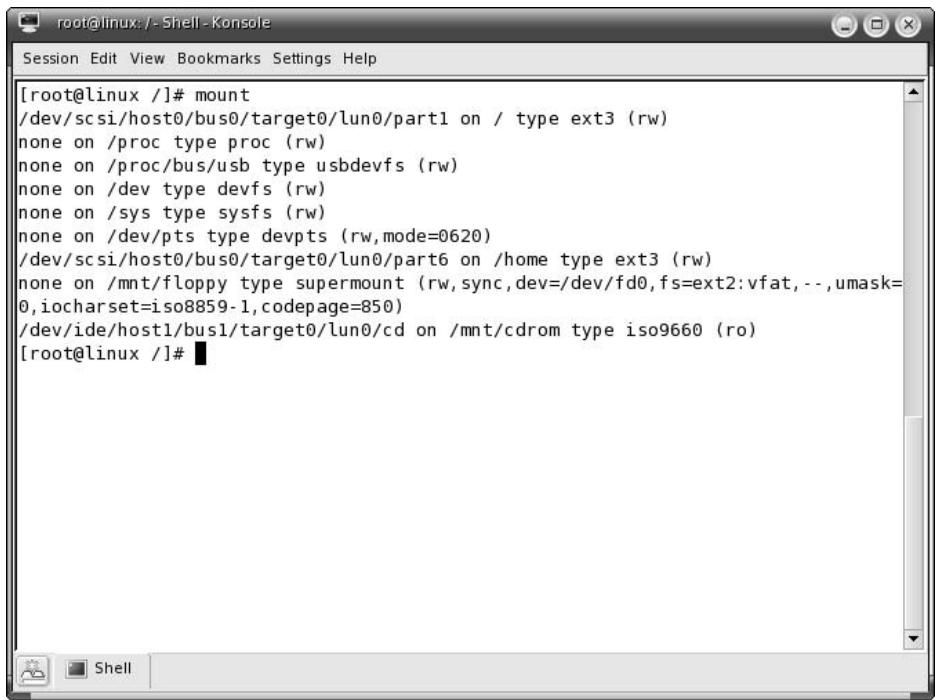 root@linux: / - Shell - Konsole
Session Edit View Bookmarks Settings Help
[root@linux /]# mount
/dev/scsi/host0/bus0/target0/lun0/part1 on / type ext3 (rw)
none on /proc type proc (rw)
none on /proc/bus/usb type usbdevfs (rw)
none on /dev type devfs (rw)
none on /sys type sysfs (rw)
none on /dev/pts type devpts (rw,mode=0620)
/dev/scsi/host0/bus0/target0/lun0/part6 on /home type ext3 (rw)
none on /mnt/floppy type supermount (rw,sync,dev=/dev/fd0,fs=ext2:vfat,--,umask=
0,iocharset=iso8859-1,codepage=850)
/dev/ide/host1/bus1/target0/lun0/cd on /mnt/cdrom type iso9660 (ro)
[root@linux /]#
Shell